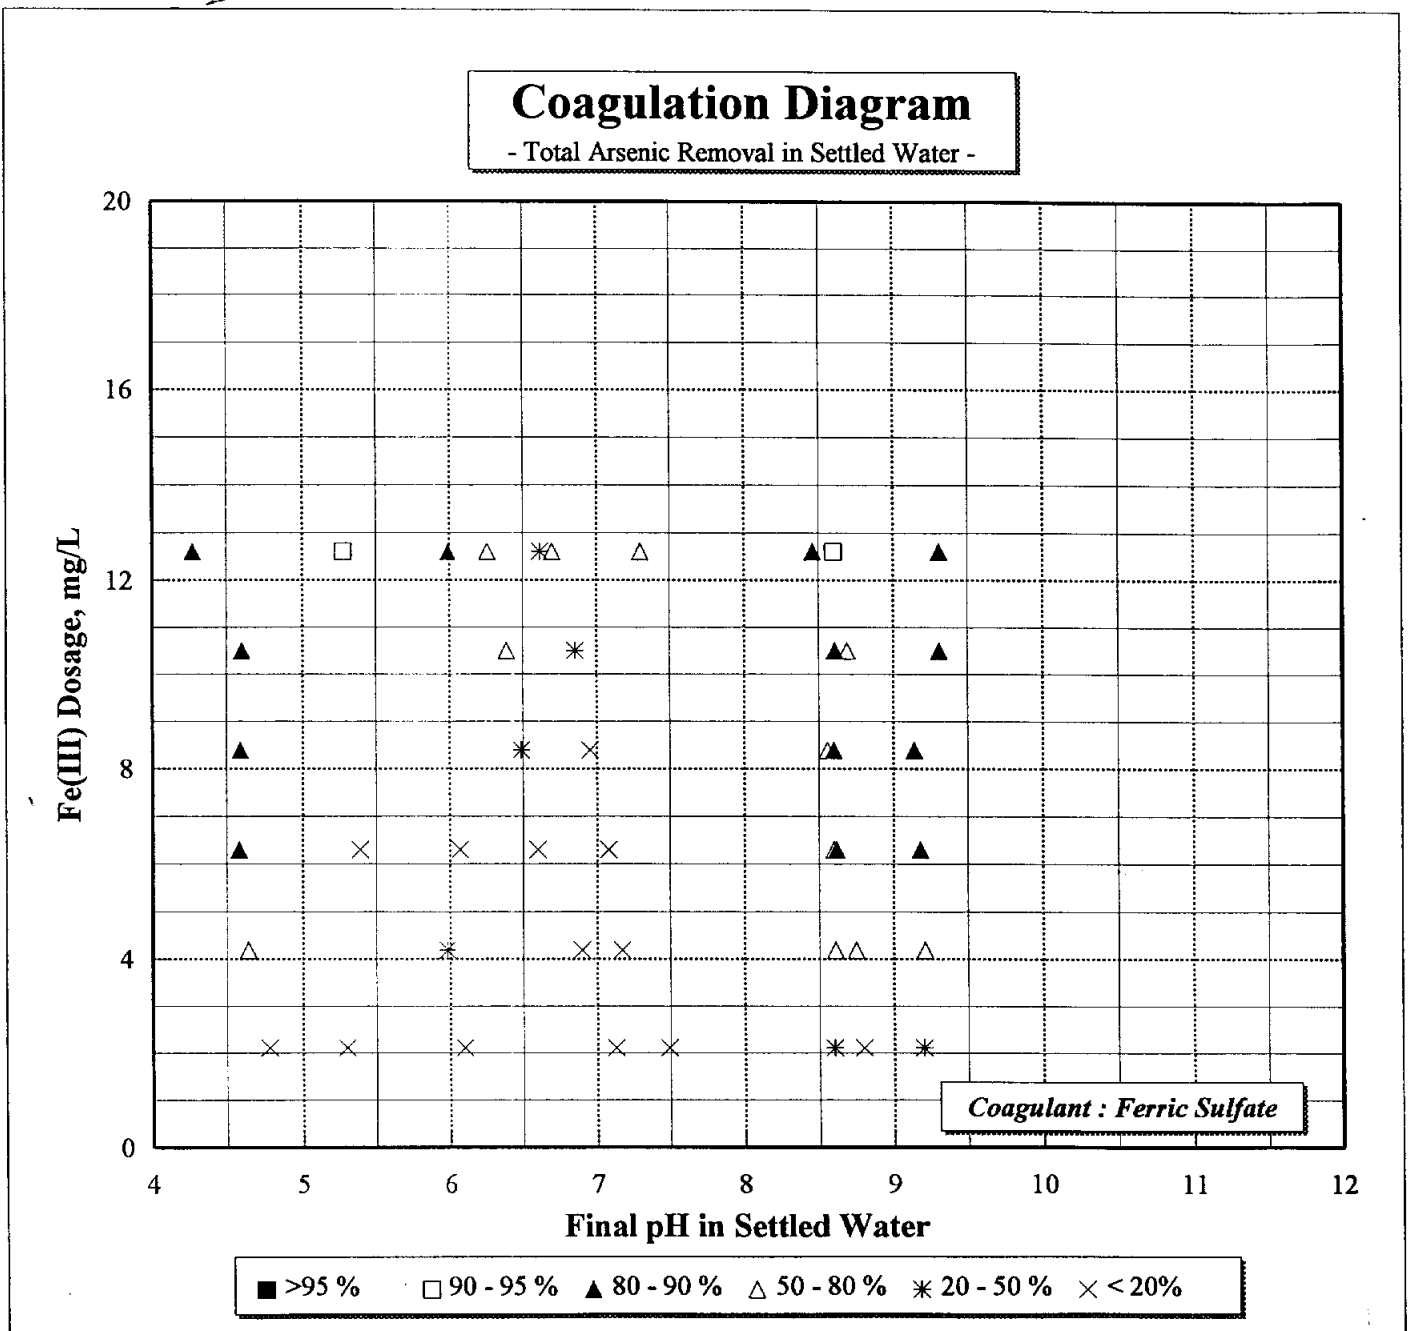 Coagulation Diagram
- Total Arsenic Removal in Settled Water -
20
16
12
8
4
0
Fe(III) Dosage, mg/L
Coagulant : Ferric Sulfate
4 5 6 7 8 9 10 11 12
Final pH in Settled Water
>95 % 90 - 95 % 80 - 90 % 50 - 80 % 20 - 50 % < 20%